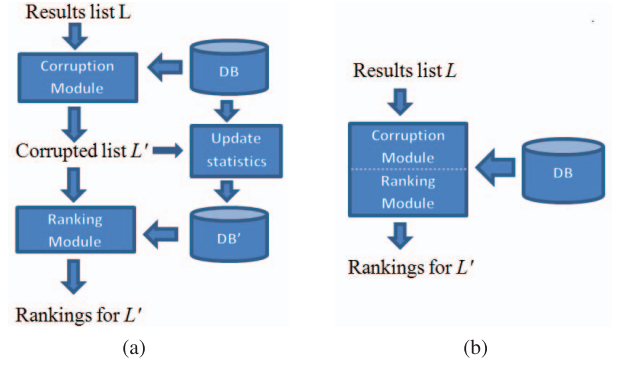 Results list L
Corruption
Module
DB
Corrupted list L'
Update
statistics
Ranking
Module
DB'
Rankings for L'
(a)
Results list L
Corruption
Module
Ranking
Module
DB
Rankings for L'
(b)